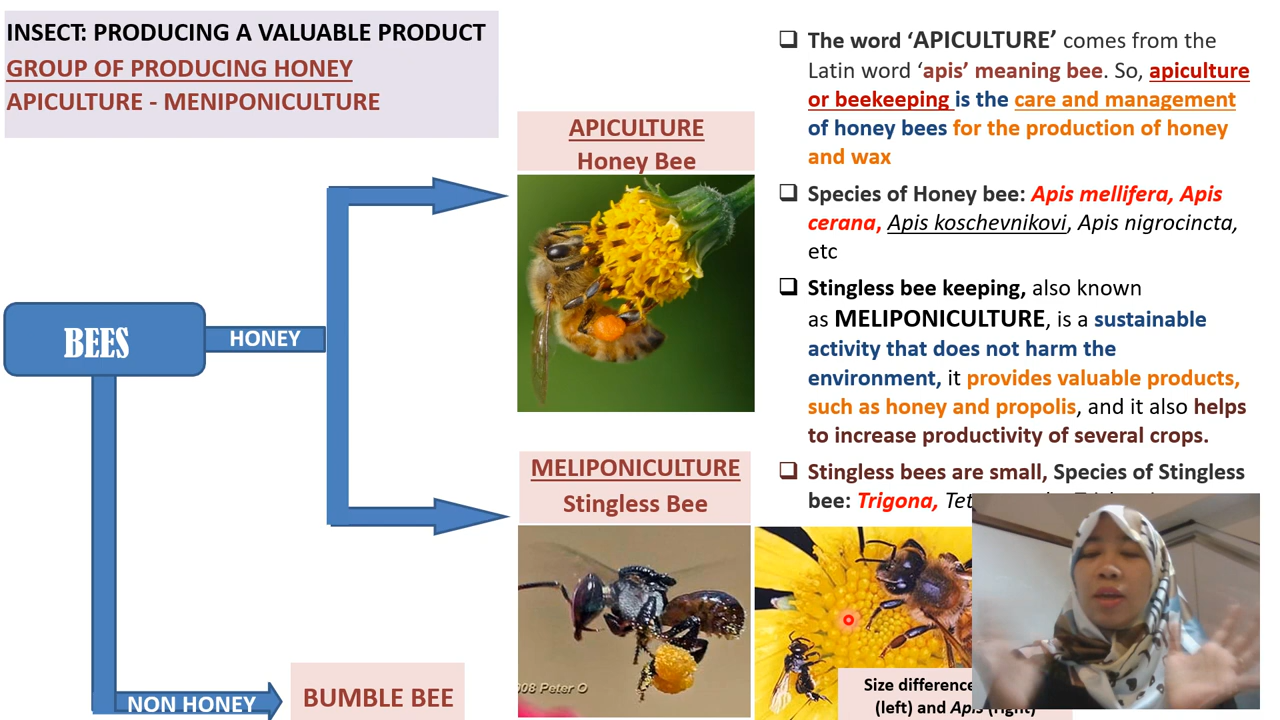 INSECT: PRODUCING A VALUABLE PRODUCT
GROUP OF PRODUCING HONEY
APICULTURE - MENIPONICULTURE
BEES
HONEY
NON HONEY
BUMBLE BEE
APICULTURE
Honey Bee
MELIPONICULTURE
Stingless Bee
08 Peter O
The word ‘APICULTURE’ comes from the
Latin word ‘apis’ meaning bee. So, apiculture
or beekeeping is the care and management
of honey bees for the production of honey
and wax
Species of Honey bee: Apis mellifera, Apis
cerana, Apis koschevnikovi, Apis nigrocincta,
etc
Stingless bee keeping, also known
as MELIPONICULTURE, is a sustainable
activity that does not harm the
environment, it provides valuable products,
such as honey and propolis, and it also helps
to increase productivity of several crops.
Stingless bees are small, Species of Stingless
bee: Trigona,
Size difference
(left) and Apis (right)